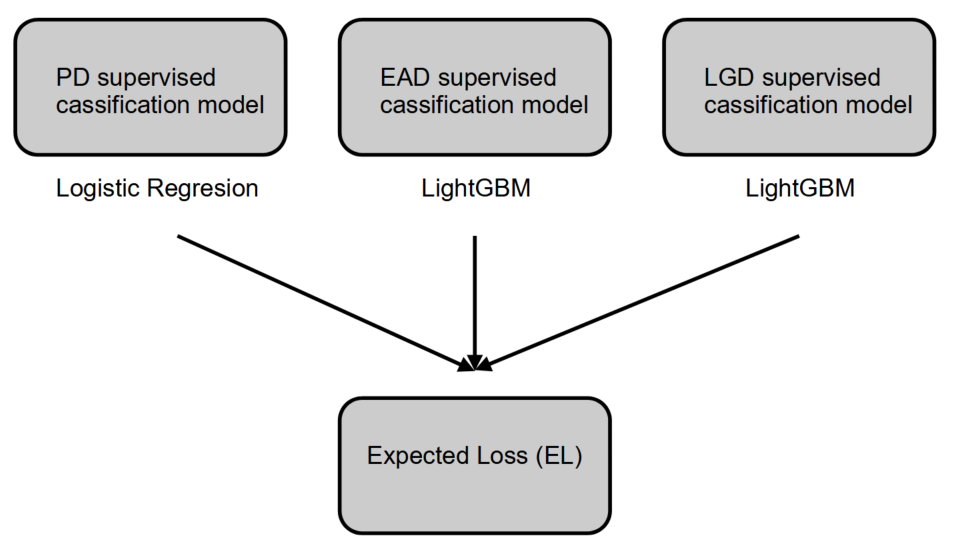 PD supervised
cassification model
EAD supervised
cassification model
LGD supervised
cassification model
Logistic Regresion
LightGBM
LightGBM
Expected Loss (EL)